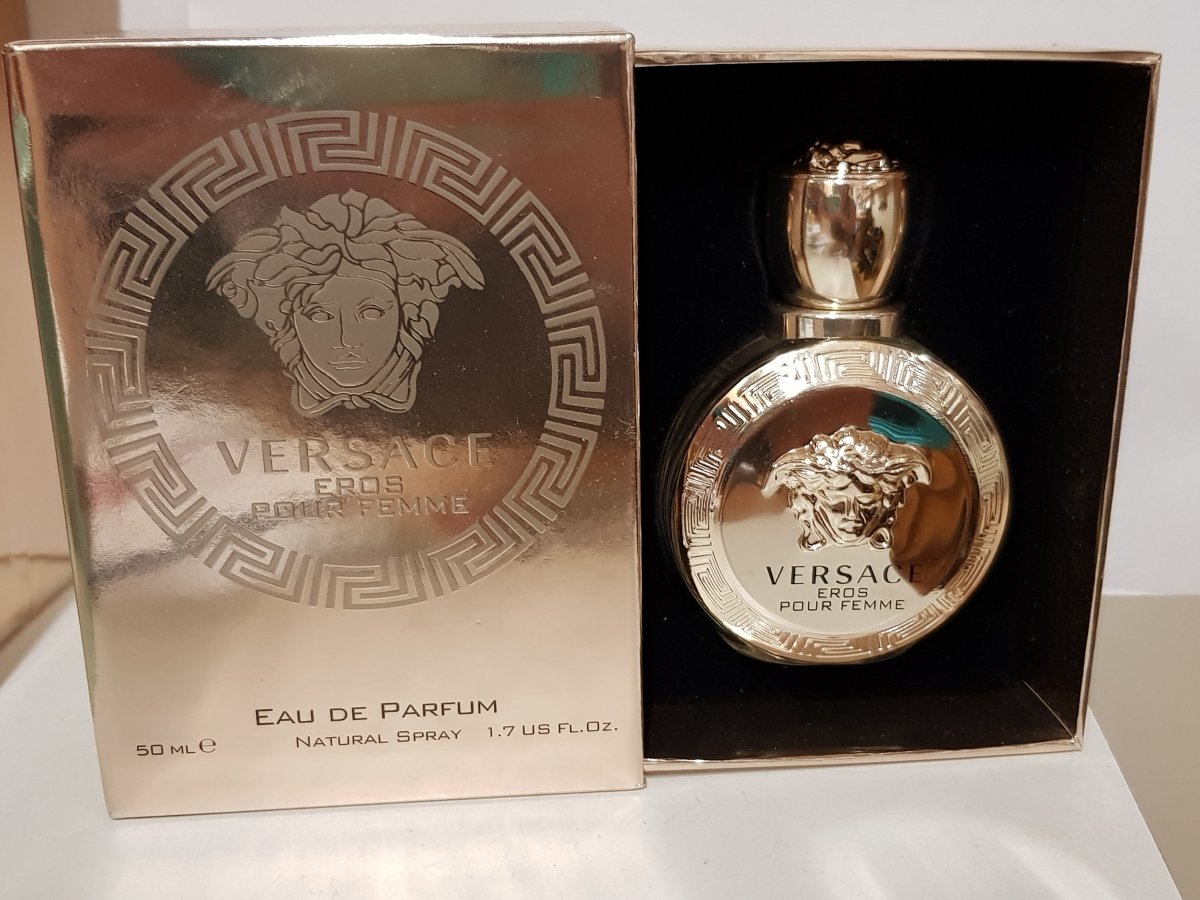 VERSACE
EROS
POUR FEMME
EAU DE PARFUM
50 ML e NATURAL SPRAY 1.7 US FL.OZ.
VERSACE
EROS
POUR FEMME